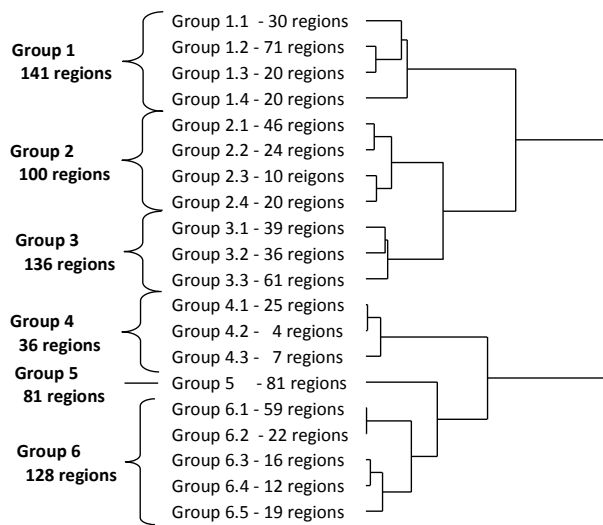 Group 1
141 regions
Group 1.1 - 30 regions
Group 1.2 - 71 regions
Group 1.3 - 20 regions
Group 1.4 - 20 regions
Group 2
100 regions
Group 2.1 - 46 regions
Group 2.2 - 24 regions
Group 2.3 - 10 reigons
Group 2.4 - 20 regions
Group 3
136 regions
Group 3.1 - 39 regions
Group 3.2 - 36 regions
Group 3.3 - 61 regions
Group 4
36 regions
Group 4.1 - 25 regions
Group 4.2 - 4 regions
Group 4.3 - 7 regions
Group 5
81 regions
Group 5 - 81 regions
Group 6
128 regions
Group 6.1 - 59 regions
Group 6.2 - 22 regions
Group 6.3 - 16 regions
Group 6.4 - 12 regions
Group 6.5 - 19 regions